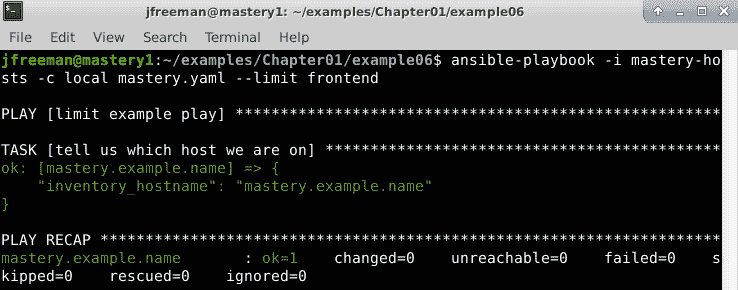 jfreeman@mastery1: ~/examples/Chapter01/example06
File Edit View Search Terminal Help
jfreeman@mastery1:~/examples/Chapter01/example06$ ansible-playbook -i mastery-ho
sts -c local mastery.yaml --limit frontend
PLAY [limit example play] ******************************************************
TASK [tell us which host we are on] ********************************************
ok: [mastery.example.name] => {
    "inventory_hostname": "mastery.example.name"
}
PLAY RECAP *********************************************************************
mastery.example.name       : ok=1    changed=0    unreachable=0    failed=0    s
kipped=0    rescued=0    ignored=0